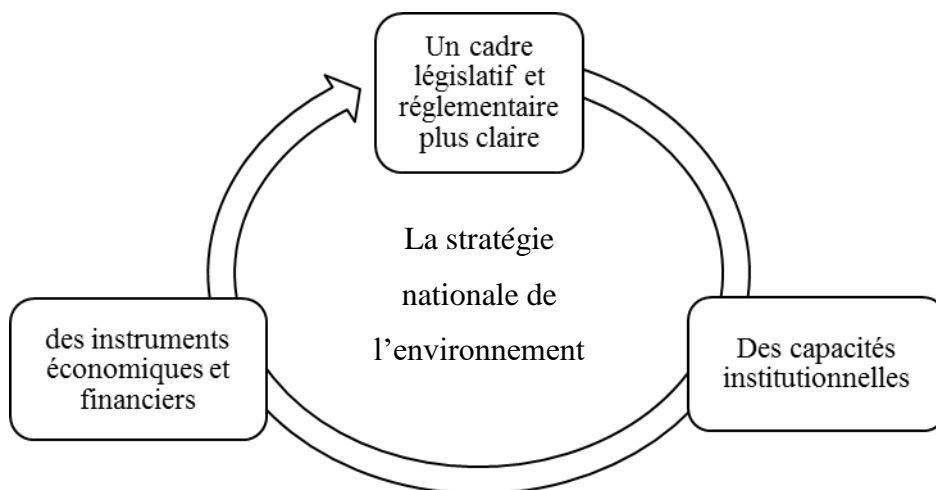 Un cadre
législatif et
réglementaire
plus claire
La stratégie
nationale de
l’environnement
des instruments
économiques et
financiers
Des capacités
institutionnelles